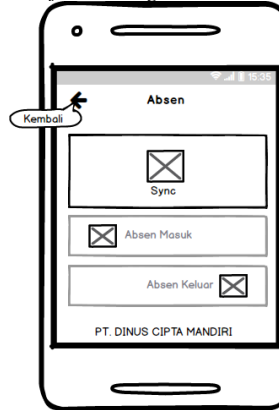 15:35
Absen
Kembali
Sync
Absen Masuk
Absen Keluar
PT. DINUS CIPTA MANDIRI